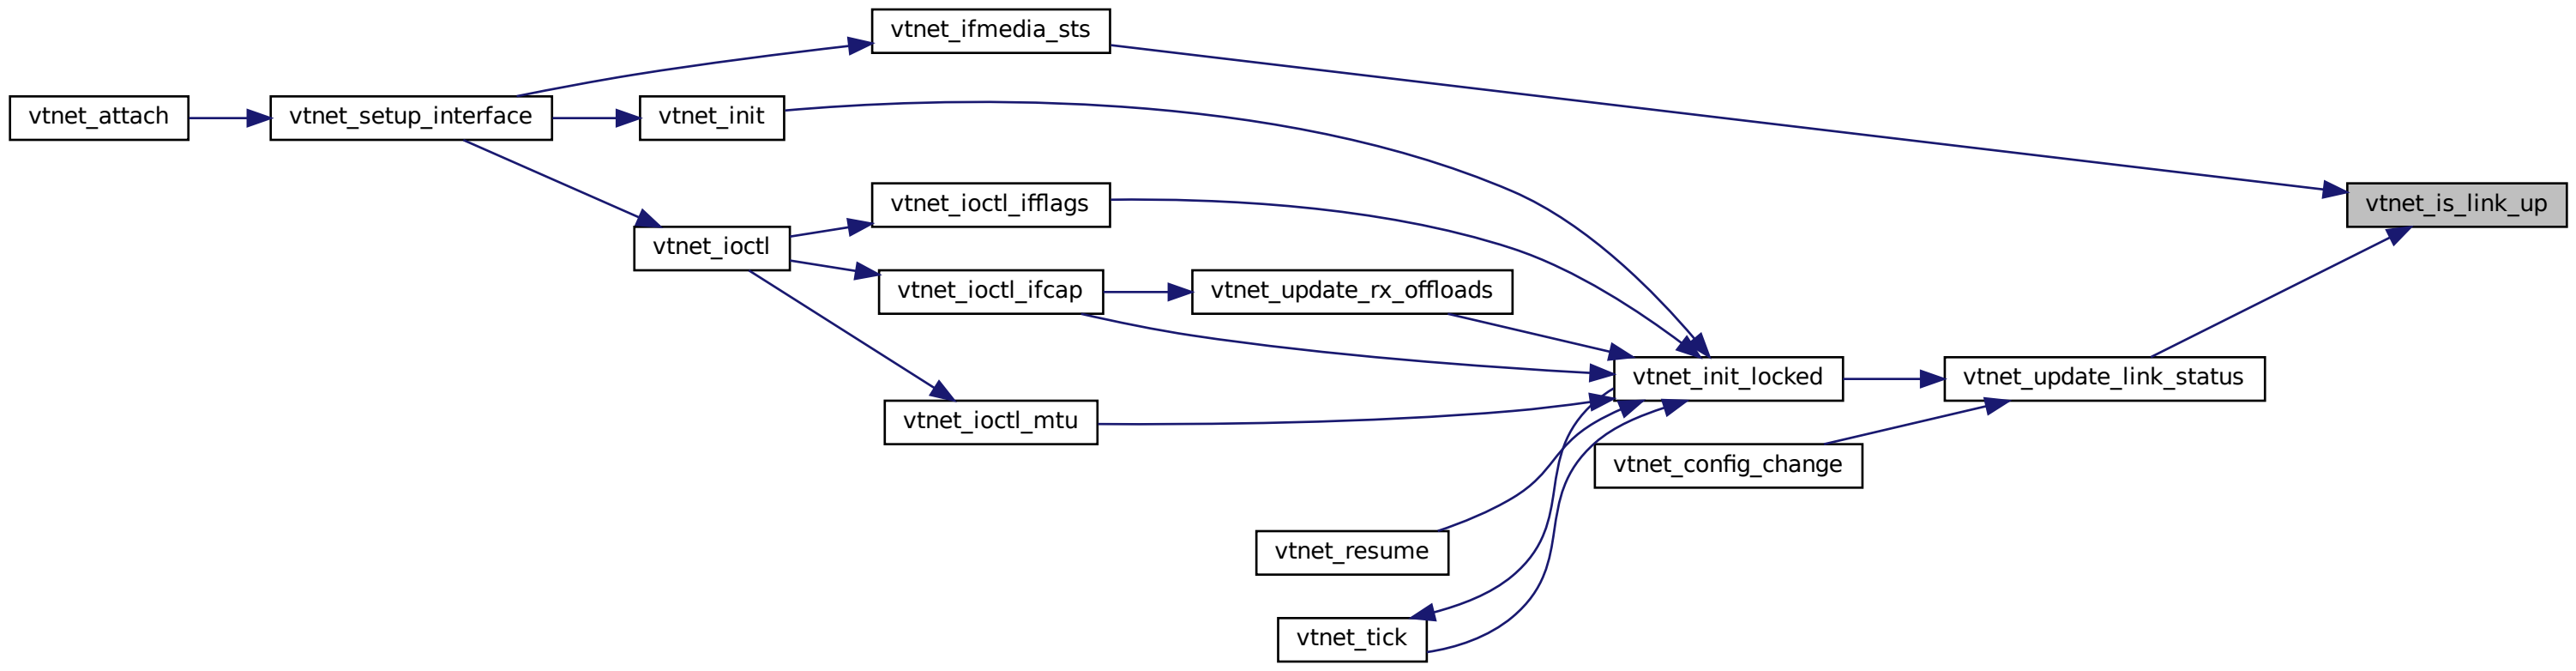 vtnet_ifmedia_sts
vtnet_attach
vtnet_setup_interface
vtnet_init
vtnet_ioctl_ifflags
vtnet_is_link_up
vtnet_ioctl
vtnet_ioctl_ifcap
vtnet_update_rx_offloads
vtnet_init_locked
vtnet_update_link_status
vtnet_ioctl_mtu
vtnet_config_change
vtnet_resume
vtnet_tick